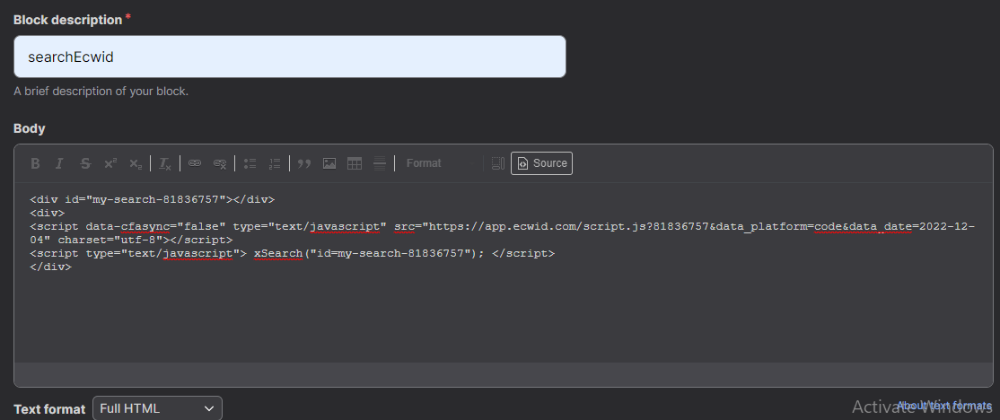 Block description *
searchEcwid
A brief description of your block.
Body
B I S x² x₂ Tx Format Source
<div id="my-search-81836757"></div>
<div>
<script data-cfasync="false" type="text/javascript" src="https://app.ecwid.com/script.js?81836757&data_platform=code&data_date=2022-12-
04" charset="utf-8"></script>
<script type="text/javascript"> xSearch("id=my-search-81836757"); </script>
</div>
Text format Full HTML
About text formats
Activate Windows